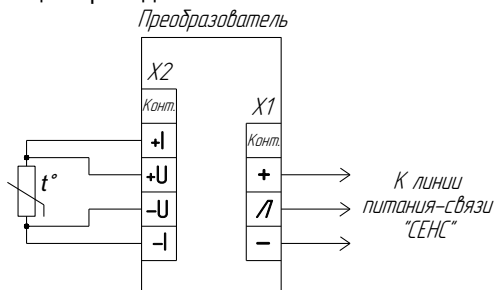 Преобразователь
X2
Конт.
+I
+U
-U
-I
t°
X1
Конт.
+
Л
-
К линии
питания-связи
"СЕНС"